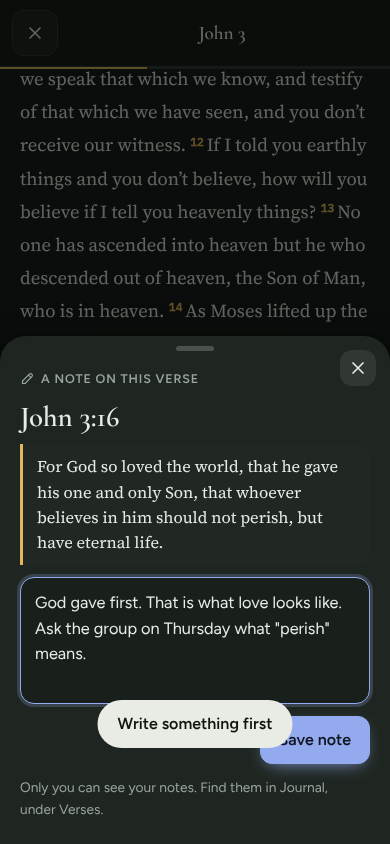 John 3
we speak that which we know, and testify
of that which we have seen, and you don’t
receive our witness. 12 If I told you earthly
things and you don’t believe, how will you
believe if I tell you heavenly things? 13 No
one has ascended into heaven but he who
descended out of heaven, the Son of Man,
who is in heaven. 14 As Moses lifted up the
A NOTE ON THIS VERSE
John 3:16
For God so loved the world, that he gave
his one and only Son, that whoever
believes in him should not perish, but
have eternal life.
God gave first. That is what love looks like.
Ask the group on Thursday what "perish"
means.
Write something first
note
Only you can see your notes. Find them in Journal,
under Verses.